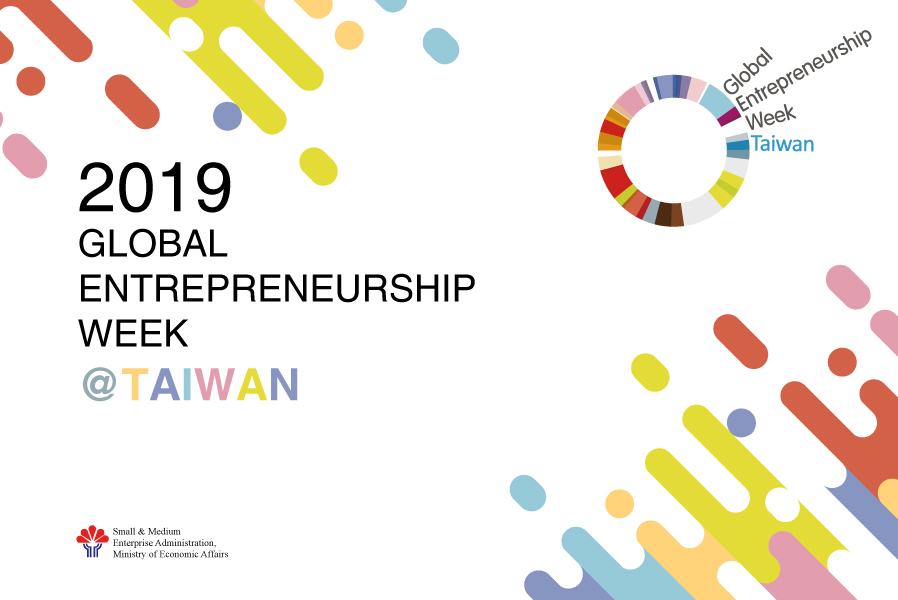 Global
Entrepreneurship
Week
Taiwan
2019
GLOBAL
ENTREPRENEURSHIP
WEEK
@TAIWAN
Small & Medium
Enterprise Administration,
Ministry of Economic Affairs